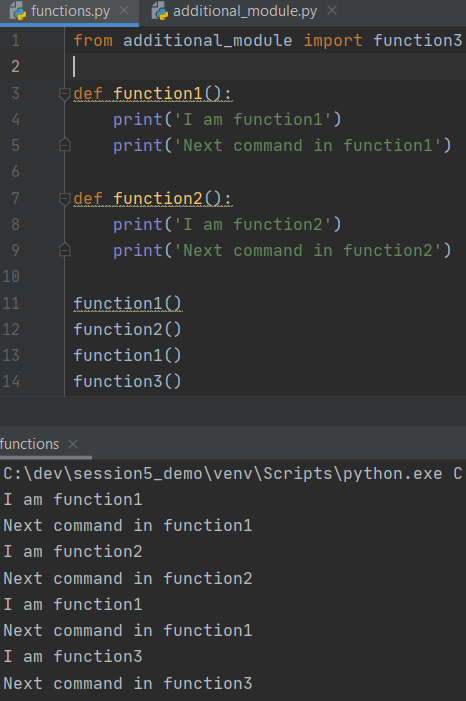 functions.py additional_module.py
1 from additional_module import function3
2
3 def function1():
4 print('I am function1')
5 print('Next command in function1')
6
7 def function2():
8 print('I am function2')
9 print('Next command in function2')
10
11 function1()
12 function2()
13 function1()
14 function3()
functions
C:\dev\session5_demo\venv\Scripts\python.exe C
I am function1
Next command in function1
I am function2
Next command in function2
I am function1
Next command in function1
I am function3
Next command in function3